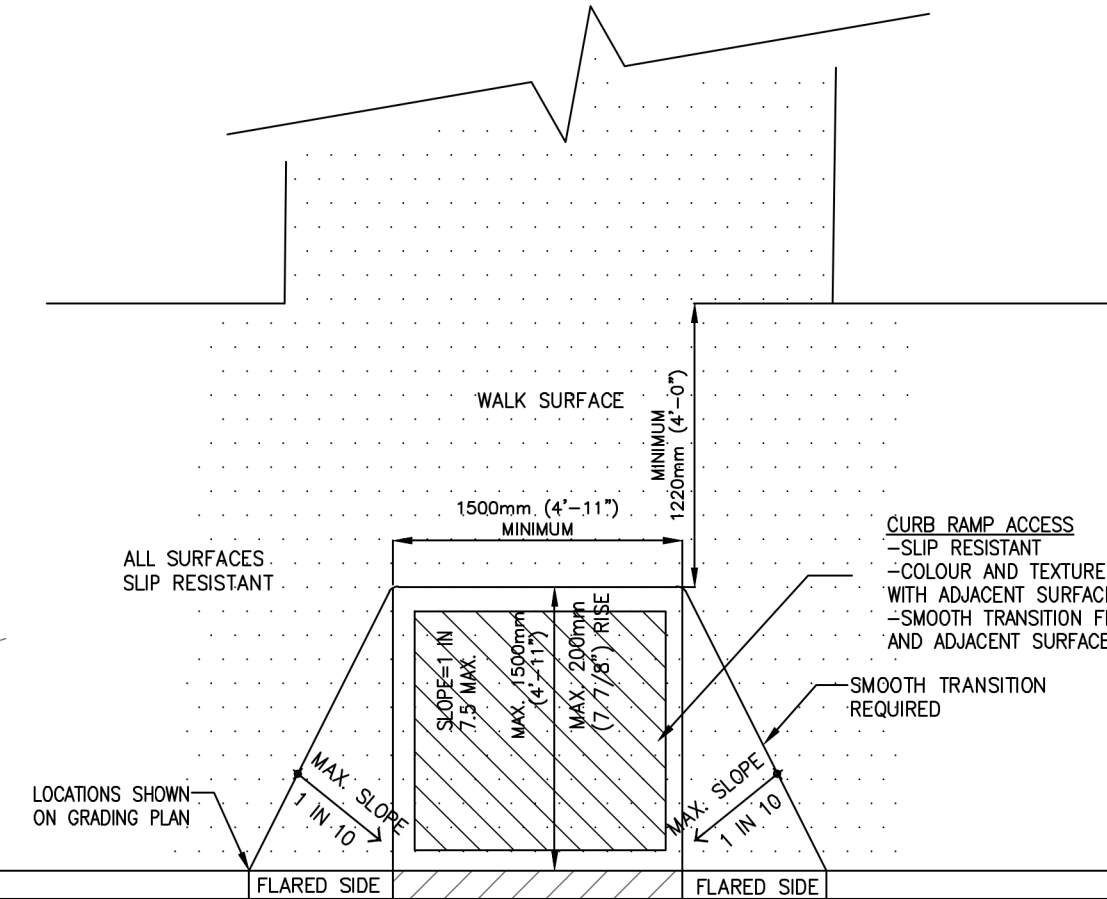 WALK SURFACE
MINIMUM
1220mm (4'-0")
1500mm (4'-11")
MINIMUM
ALL SURFACES
SLIP RESISTANT
CURB RAMP ACCESS
-SLIP RESISTANT
-COLOUR AND TEXTURE
WITH ADJACENT SURFAC
-SMOOTH TRANSITION
AND ADJACENT SURFACE
SLOPE=1 IN
7.5 MAX.
MAX. 1500mm
(4'-11")
MAX. 200mm
(7 7/8") RISE
SMOOTH TRANSITION
REQUIRED
MAX. SLOPE
1 IN 10
MAX. SLOPE
1 IN 10
LOCATIONS SHOWN
ON GRADING PLAN
FLARED SIDE
FLARED SIDE